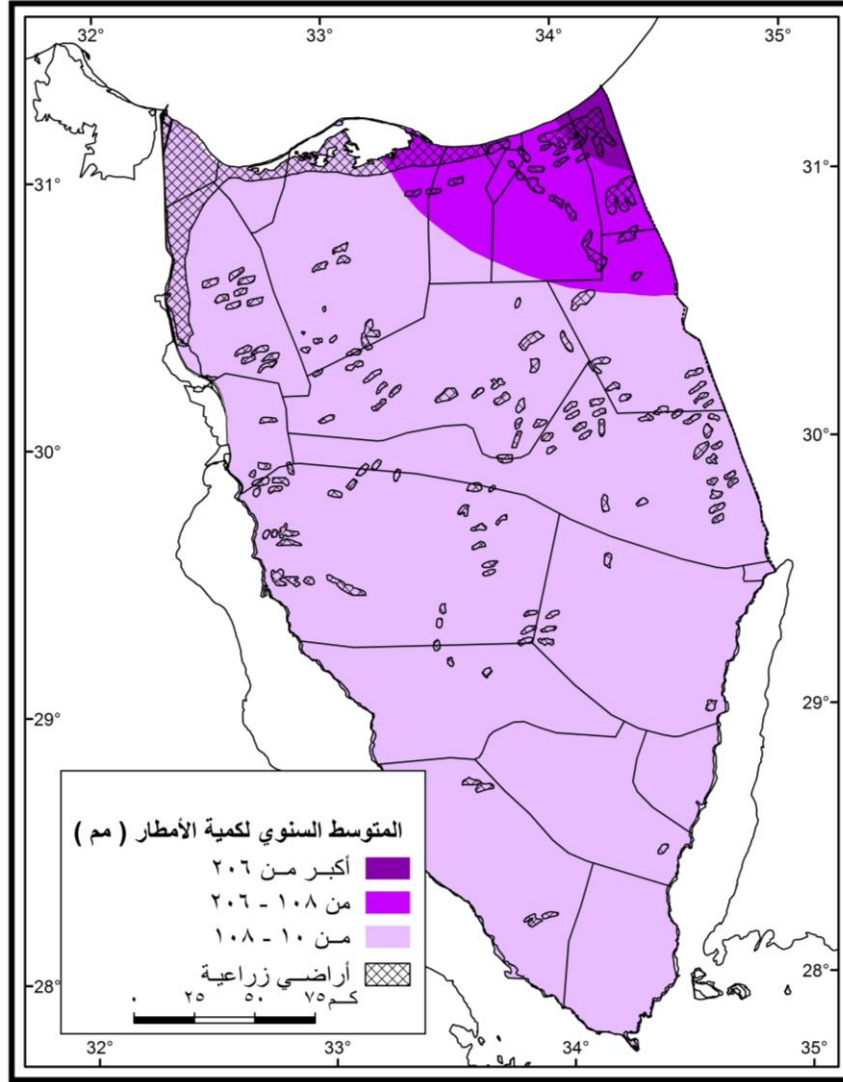 32°
33°
34°
35°
31°
31°
30°
30°
29°
29°
28°
28°
المتوسط السنوي لكمية الأمطار ( مم )
أكبر من ٢٠٦
من ١٠٨ - ٢٠٦
من ١٠ - ١٠٨
أراضي زراعية
٠ ٢٥ ٥٠ ٧٥ كم
32°
33°
34°
35°